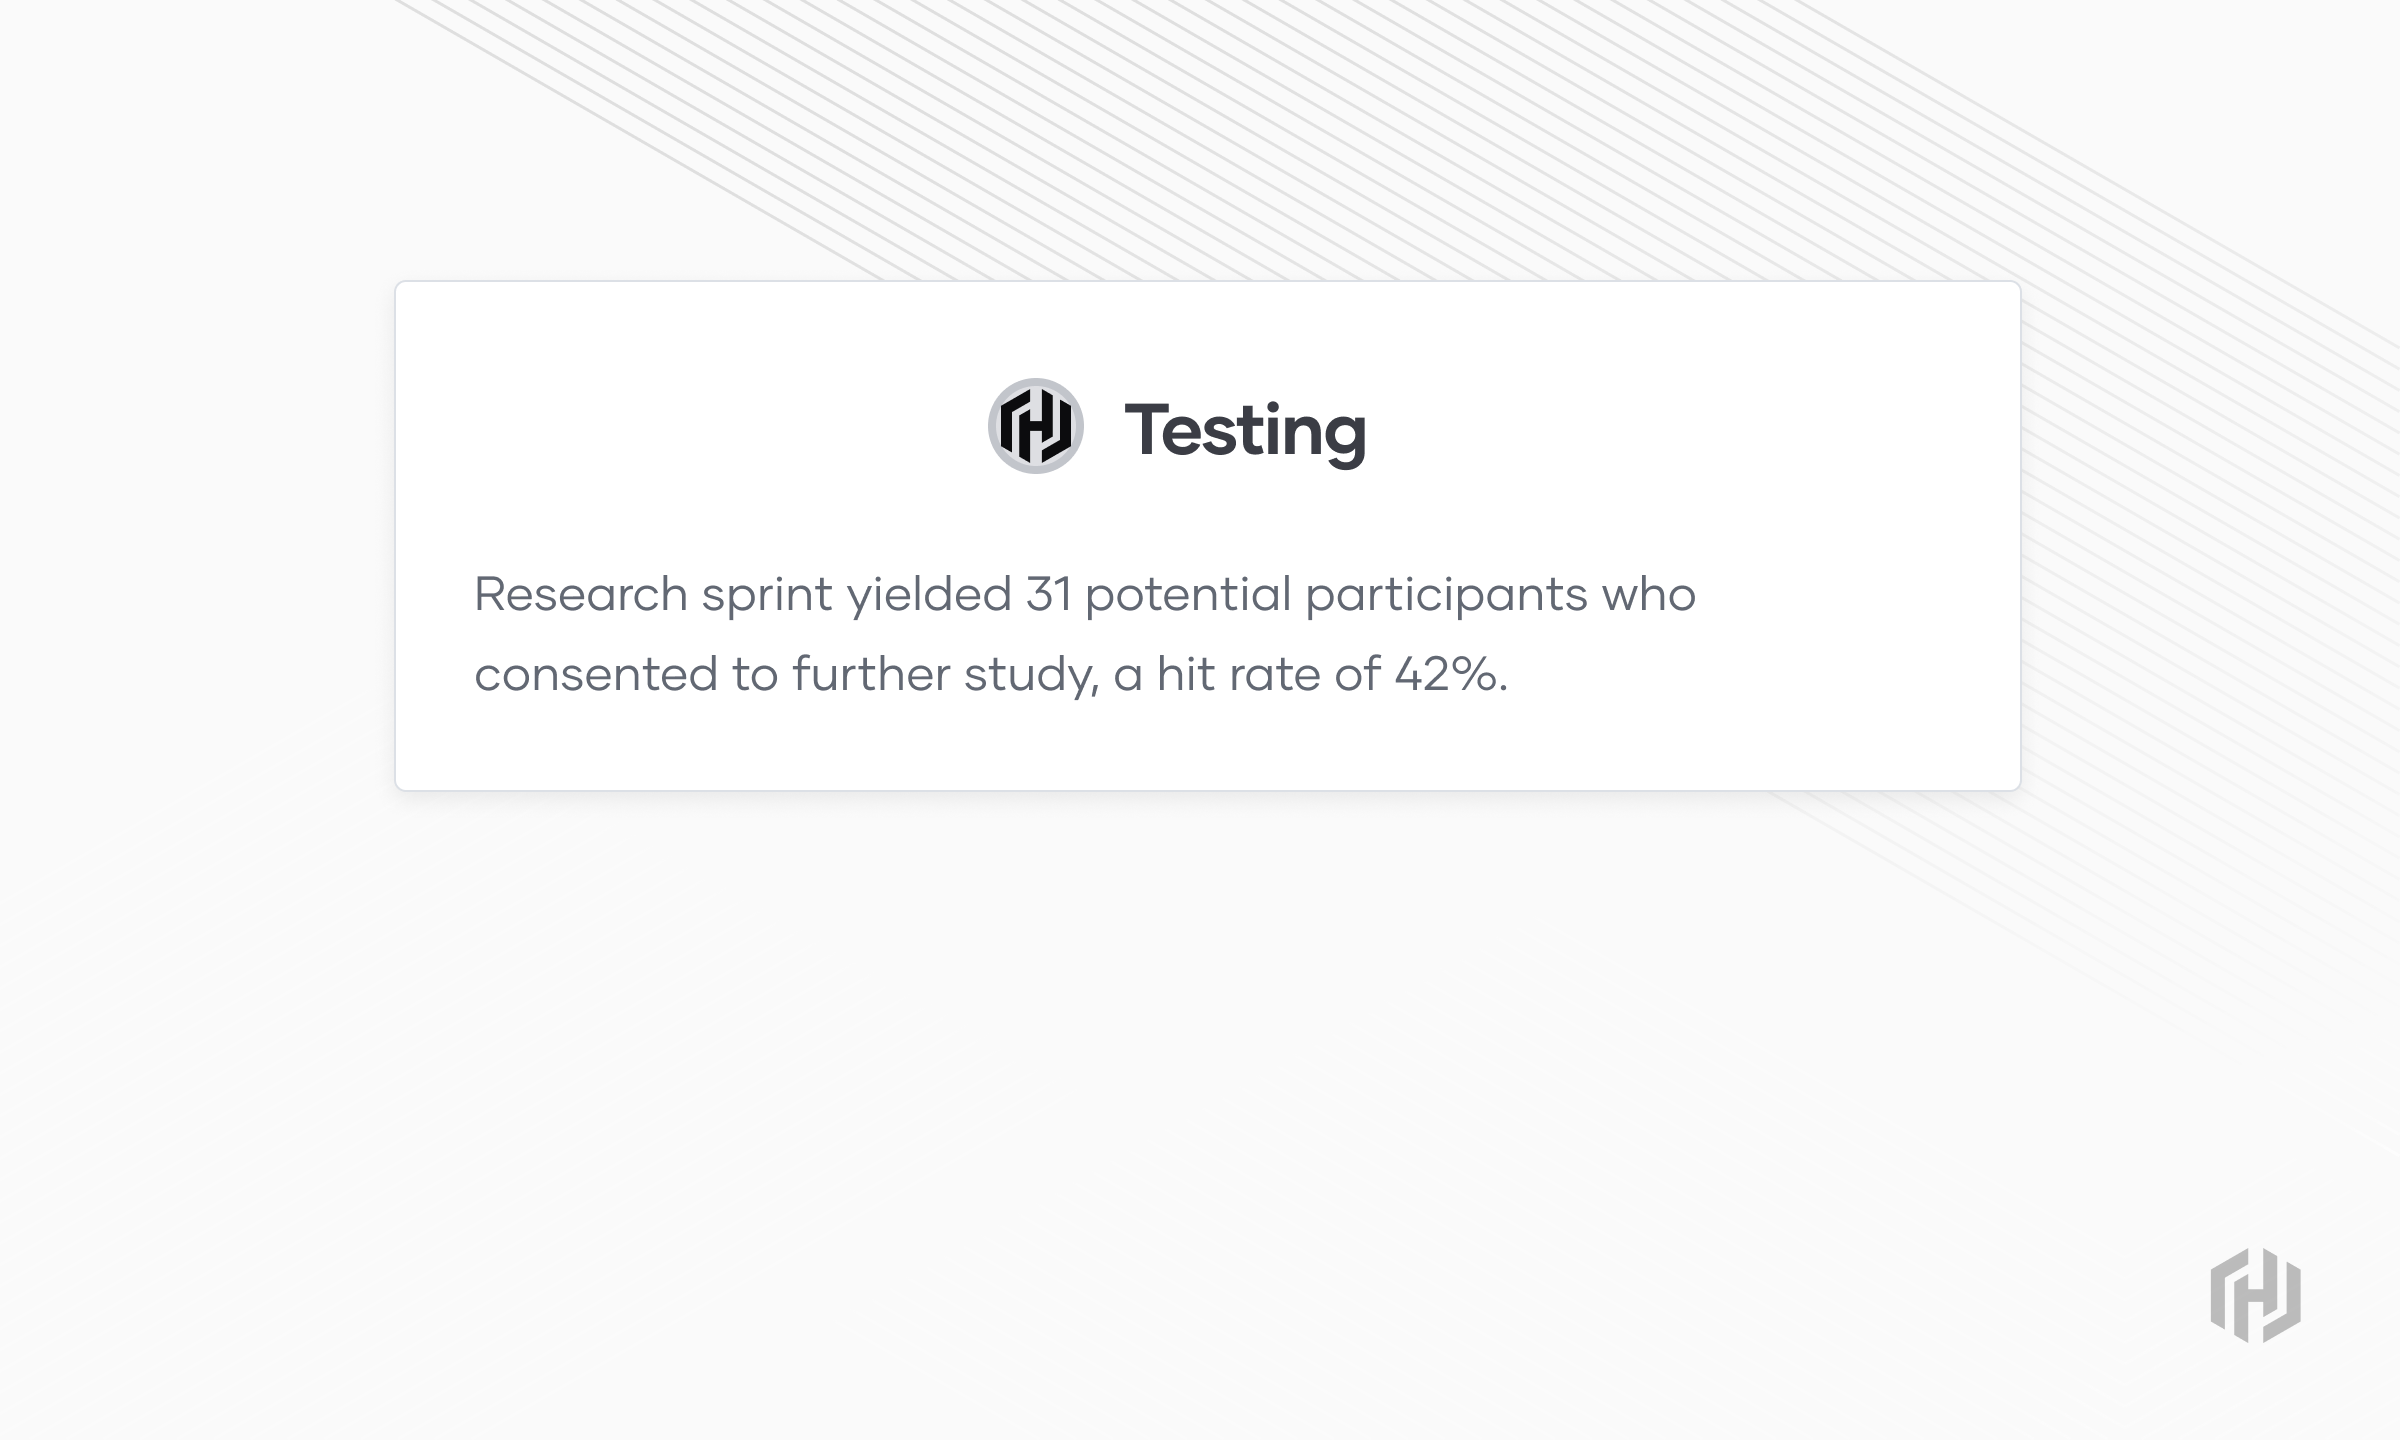 Testing
Research sprint yielded 31 potential participants who
consented to further study, a hit rate of 42%.